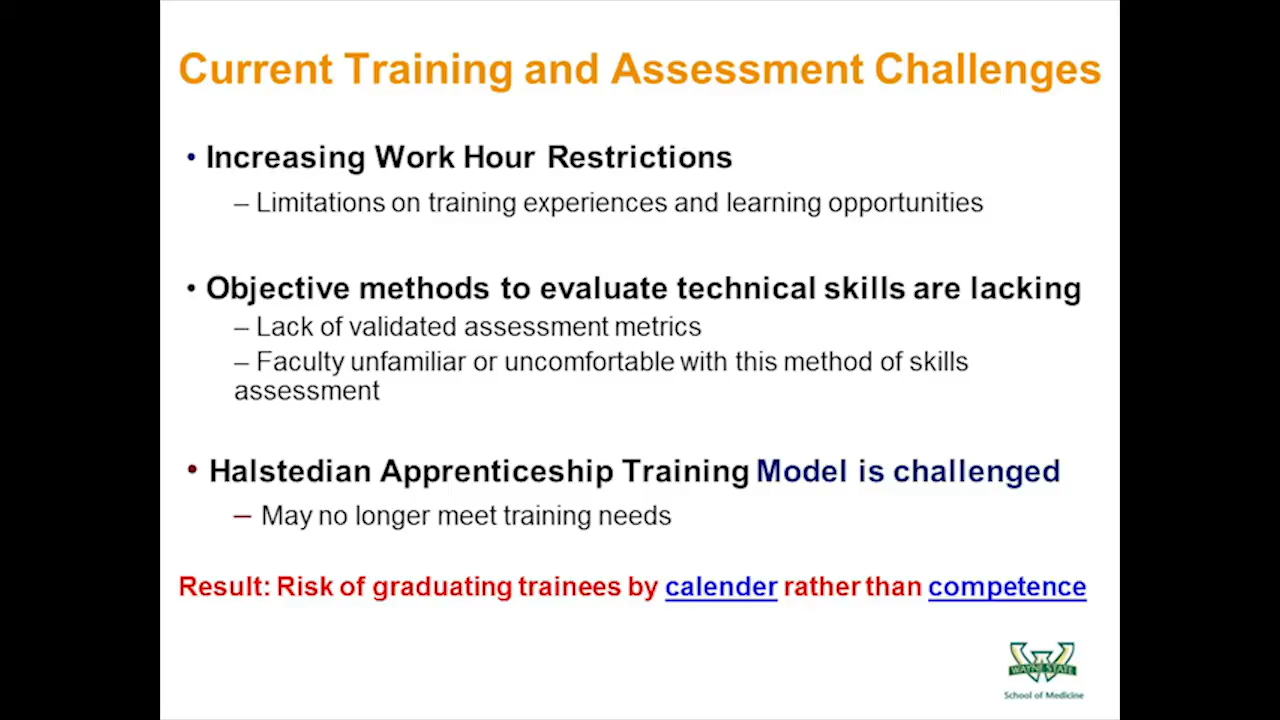 Current Training and Assessment Challenges
• Increasing Work Hour Restrictions
– Limitations on training experiences and learning opportunities
• Objective methods to evaluate technical skills are lacking
– Lack of validated assessment metrics
– Faculty unfamiliar or uncomfortable with this method of skills
assessment
• Halstedian Apprenticeship Training Model is challenged
– May no longer meet training needs
Result: Risk of graduating trainees by calender rather than competence
WAYNE STATE
School of Medicine